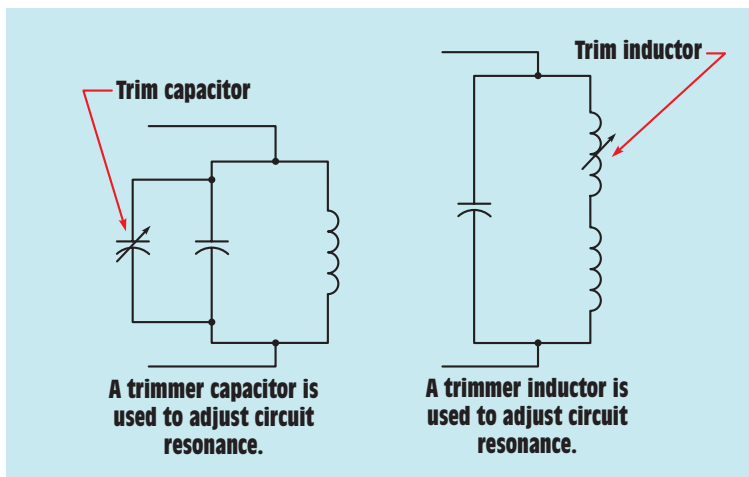 Trim capacitor
Trim inductor
A trimmer capacitor is
used to adjust circuit
resonance.
A trimmer inductor is
used to adjust circuit
resonance.